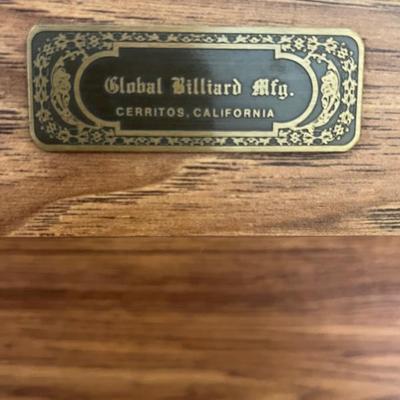 Global Billiard Mfg.
CERRITOS, CALIFORNIA